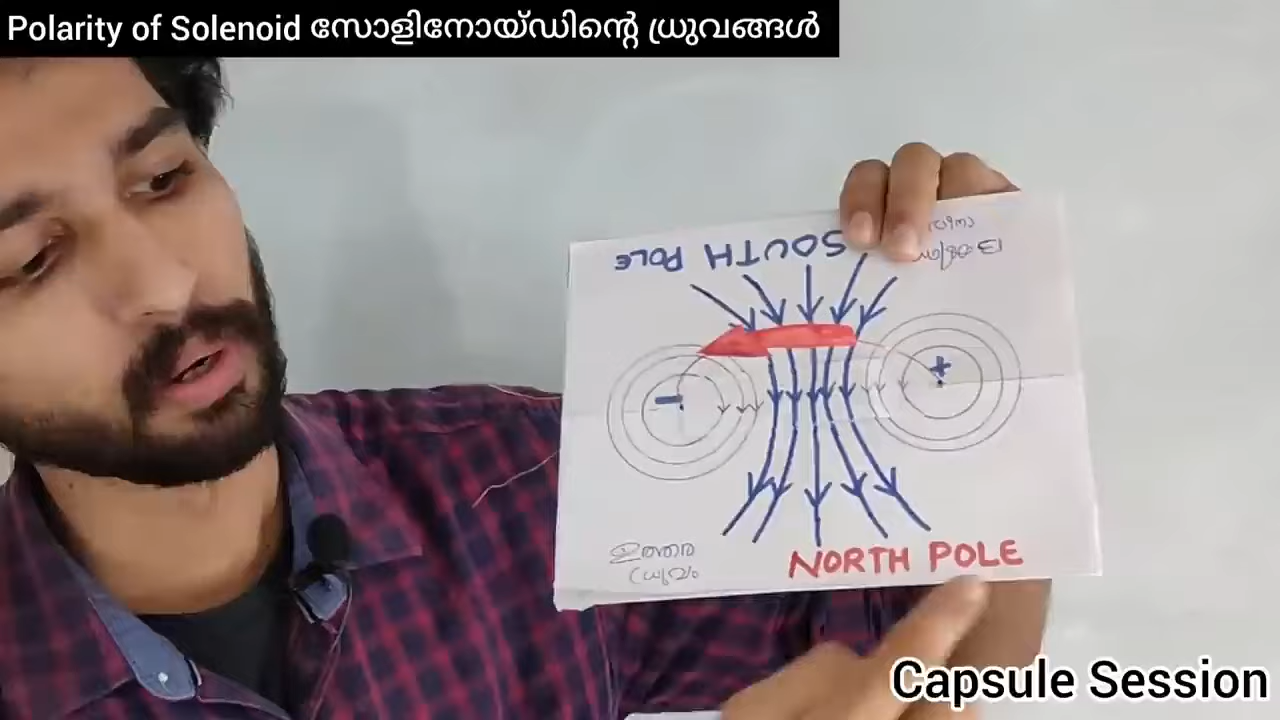 Polarity of Solenoid സോളിനോയ്ഡിന്റെ ധ്രുവങ്ങൾ
SOUTH POLE
+
-
ഉത്തര
ധ്രുവം
NORTH POLE
Capsule Session